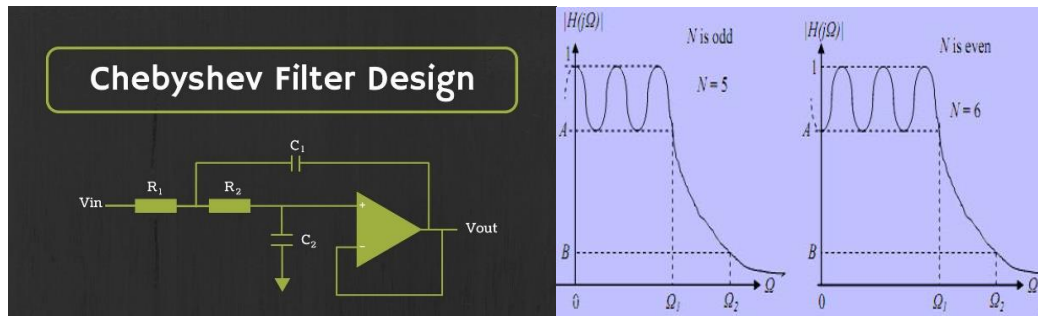 Chebyshev Filter Design
C1
R1
R2
Vin
+
−
Vout
C2
|H(jΩ)|
N is odd
1
N = 5
A
B
0
Ω1
Ω2
Ω
|H(jΩ)|
N is even
1
N = 6
A
B
0
Ω1
Ω2
Ω